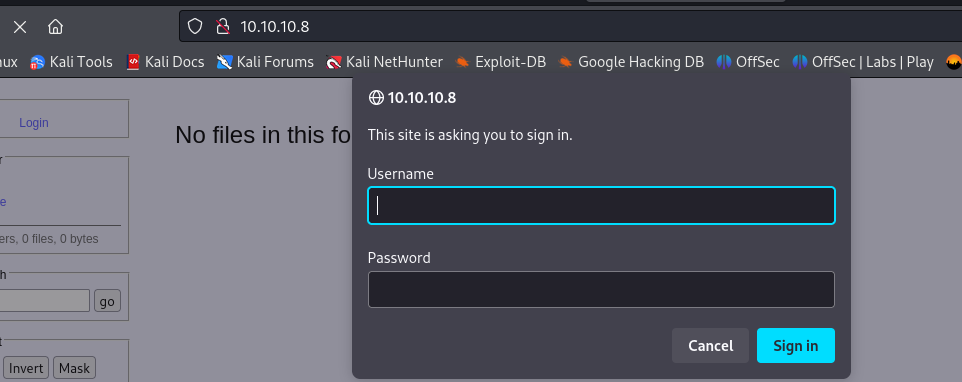 10.10.10.8
Kali Tools Kali Docs Kali Forums Kali NetHunter Exploit-DB Google Hacking DB OffSec OffSec | Labs | Play
10.10.10.8
This site is asking you to sign in.
Username
Password
Cancel Sign in
Login
No files in this fo
ers, 0 files, 0 bytes
go
Invert Mask